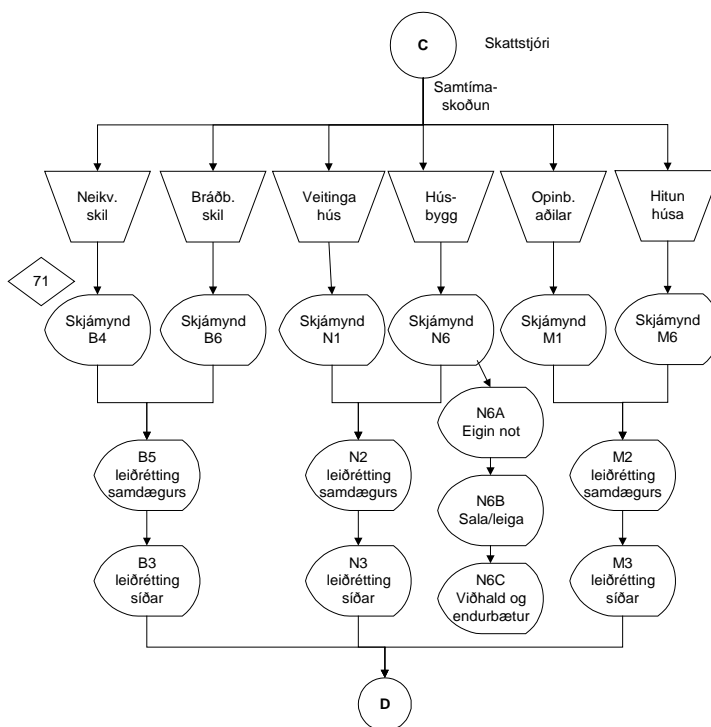 C
Skattstjóri
Samtíma-
skoðun
Neikv.
skil
Bráðb.
skil
Veitinga
hús
Hús-
bygg
Opinb.
aðilar
Hitun
húsa
71
Skjámynd
B4
Skjámynd
B6
Skjámynd
N1
Skjámynd
N6
Skjámynd
M1
Skjámynd
M6
N6A
Eigin not
B5
leiðrétting
samdægurs
N2
leiðrétting
samdægurs
N6B
Sala/leiga
M2
leiðrétting
samdægurs
B3
leiðrétting
síðar
N3
leiðrétting
síðar
N6C
Viðhald og
endurbætur
M3
leiðrétting
síðar
D